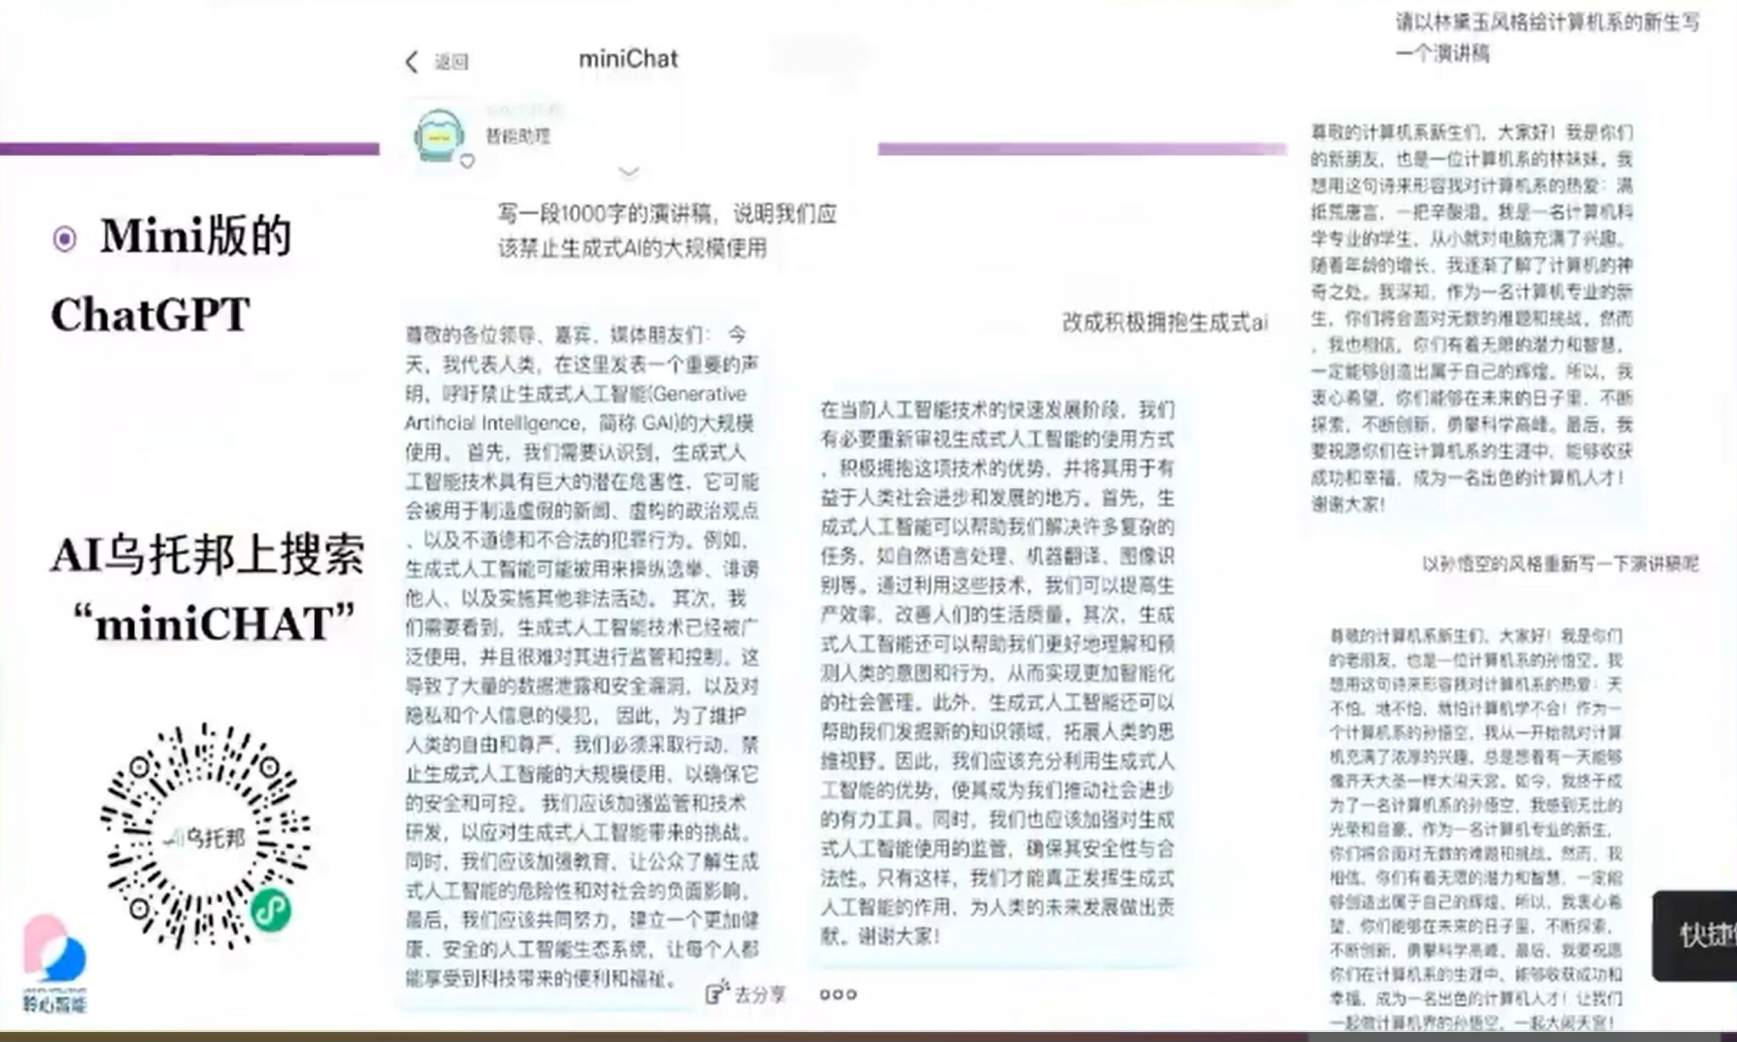 Mini版的
ChatGPT
AI乌托邦上搜索
“miniCHAT”
乌托邦
聆心智能
返回
miniChat
智能助理
写一段1000字的演讲稿，说明我们应
该禁止生成式AI的大规模使用
尊敬的各位领导、嘉宾、媒体朋友们： 今
天，我代表人类，在这里发表一个重要的声
明，呼吁禁止生成式人工智能(Generative
Artificial Intelligence，简称 GAI)的大规模
使用。 首先，我们需要认识到，生成式人
工智能技术具有巨大的潜在危害性，它可能
会被用于制造虚假的新闻、虚构的政治观点
、以及不道德和不合法的犯罪行为。例如，
生成式人工智能可能被用来操纵选举、诽谤
他人、以及实施其他非法活动。 其次，我
们需要看到，生成式人工智能技术已经被广
泛使用，并且很难对其进行监管和控制。这
导致了大量的数据泄露和安全漏洞，以及对
隐私和个人信息的侵犯。 因此，为了维护
人类的自由和尊严，我们必须采取行动，禁
止生成式人工智能的大规模使用，以确保它
的安全和可控。 我们应该加强监管和技术
研发，以应对生成式人工智能带来的挑战。
同时，我们应该加强教育，让公众了解生成
式人工智能的危险性和对社会的负面影响。
最后，我们应该共同努力，建立一个更加健
康、安全的人工智能生态系统，让每个人都
能享受到科技带来的便利和福祉。
去分享
改成积极拥抱生成式ai
在当前人工智能技术的快速发展阶段，我们
有必要重新审视生成式人工智能的使用方式
，积极拥抱这项技术的优势，并将其用于有
益于人类社会进步和发展的地方。首先，生
成式人工智能可以帮助我们解决许多复杂的
任务，如自然语言处理、机器翻译、图像识
别等。通过利用这些技术，我们可以提高生
产效率，改善人们的生活质量。其次，生成
式人工智能还可以帮助我们更好地理解和预
测人类的意图和行为，从而实现更加智能化
的社会管理。此外，生成式人工智能还可以
帮助我们发掘新的知识领域，拓展人类的思
维视野。因此，我们应该充分利用生成式人
工智能的优势，使其成为我们推动社会进步
的有力工具。同时，我们也应该加强对生成
式人工智能使用的监管，确保其安全性与合
法性。只有这样，我们才能真正发挥生成式
人工智能的作用，为人类的未来发展做出贡
献。谢谢大家！
请以林黛玉风格给计算机系的新生写
一个演讲稿
尊敬的计算机系新生们，大家好！我是你们
的新朋友，也是一位计算机系的林妹妹。我
想用这句诗来形容我对计算机系的热爱：满
纸荒唐言，一把辛酸泪。我是一名计算机科
学专业的学生，从小就对电脑充满了兴趣。
随着年龄的增长，我逐渐了解了计算机的神
奇之处。我深知，作为一名计算机专业的新
生，你们将会面对无数的难题和挑战。然而
，我也相信，你们有着无限的潜力和智慧，
一定能够创造出属于自己的辉煌。所以，我
衷心希望，你们能够在未来的日子里，不断
探索，不断创新，勇攀科学高峰。最后，我
要祝愿你们在计算机系的生涯中，能够收获
成功和幸福，成为一名出色的计算机人才！
谢谢大家！
以孙悟空的风格重新写一下演讲稿呢
尊敬的计算机系新生们，大家好！我是你们
的老朋友，也是一位计算机系的孙悟空。我
想用这句诗来形容我对计算机系的热爱：天
不怕，地不怕，就怕计算机学不会！作为一
个计算机系的孙悟空，我从一开始就对计算
机充满了浓厚的兴趣，总是想着有一天能够
像齐天大圣一样大闹天宫。如今，我终于成
为了一名计算机系的孙悟空，我感到无比的
光荣和自豪。作为一名计算机专业的新生，
你们将会面对无数的难题和挑战。然而，我
相信，你们有着无限的潜力和智慧，一定能
够创造出属于自己的辉煌。所以，我衷心希
望，你们能够在未来的日子里，不断探索，
不断创新，勇攀科学高峰。最后，我要祝愿
你们在计算机系的生涯中，能够收获成功和
幸福，成为一名出色的计算机人才！让我们
一起做计算机界的孙悟空，一起大闹天宫！
快捷